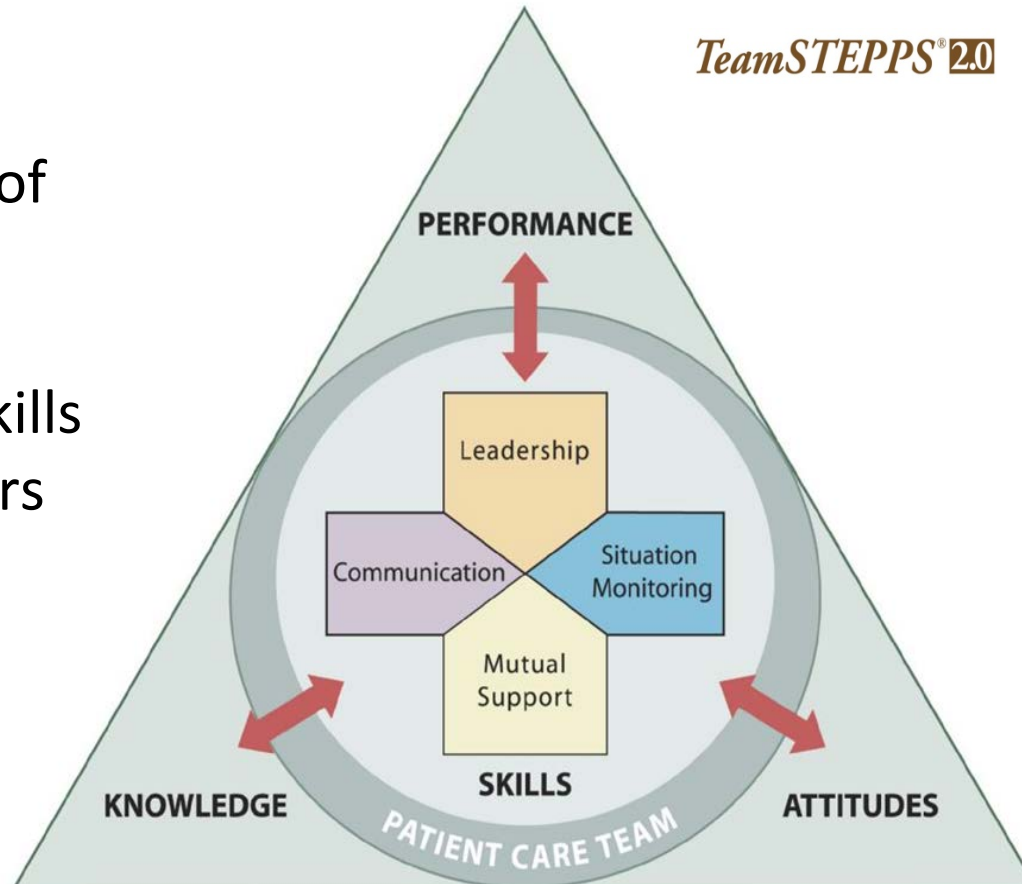 TeamSTEPPS® 2.0
of
kills
rs
PERFORMANCE
Leadership
Communication
Situation
Monitoring
Mutual
Support
SKILLS
KNOWLEDGE
ATTITUDES
PATIENT CARE TEAM